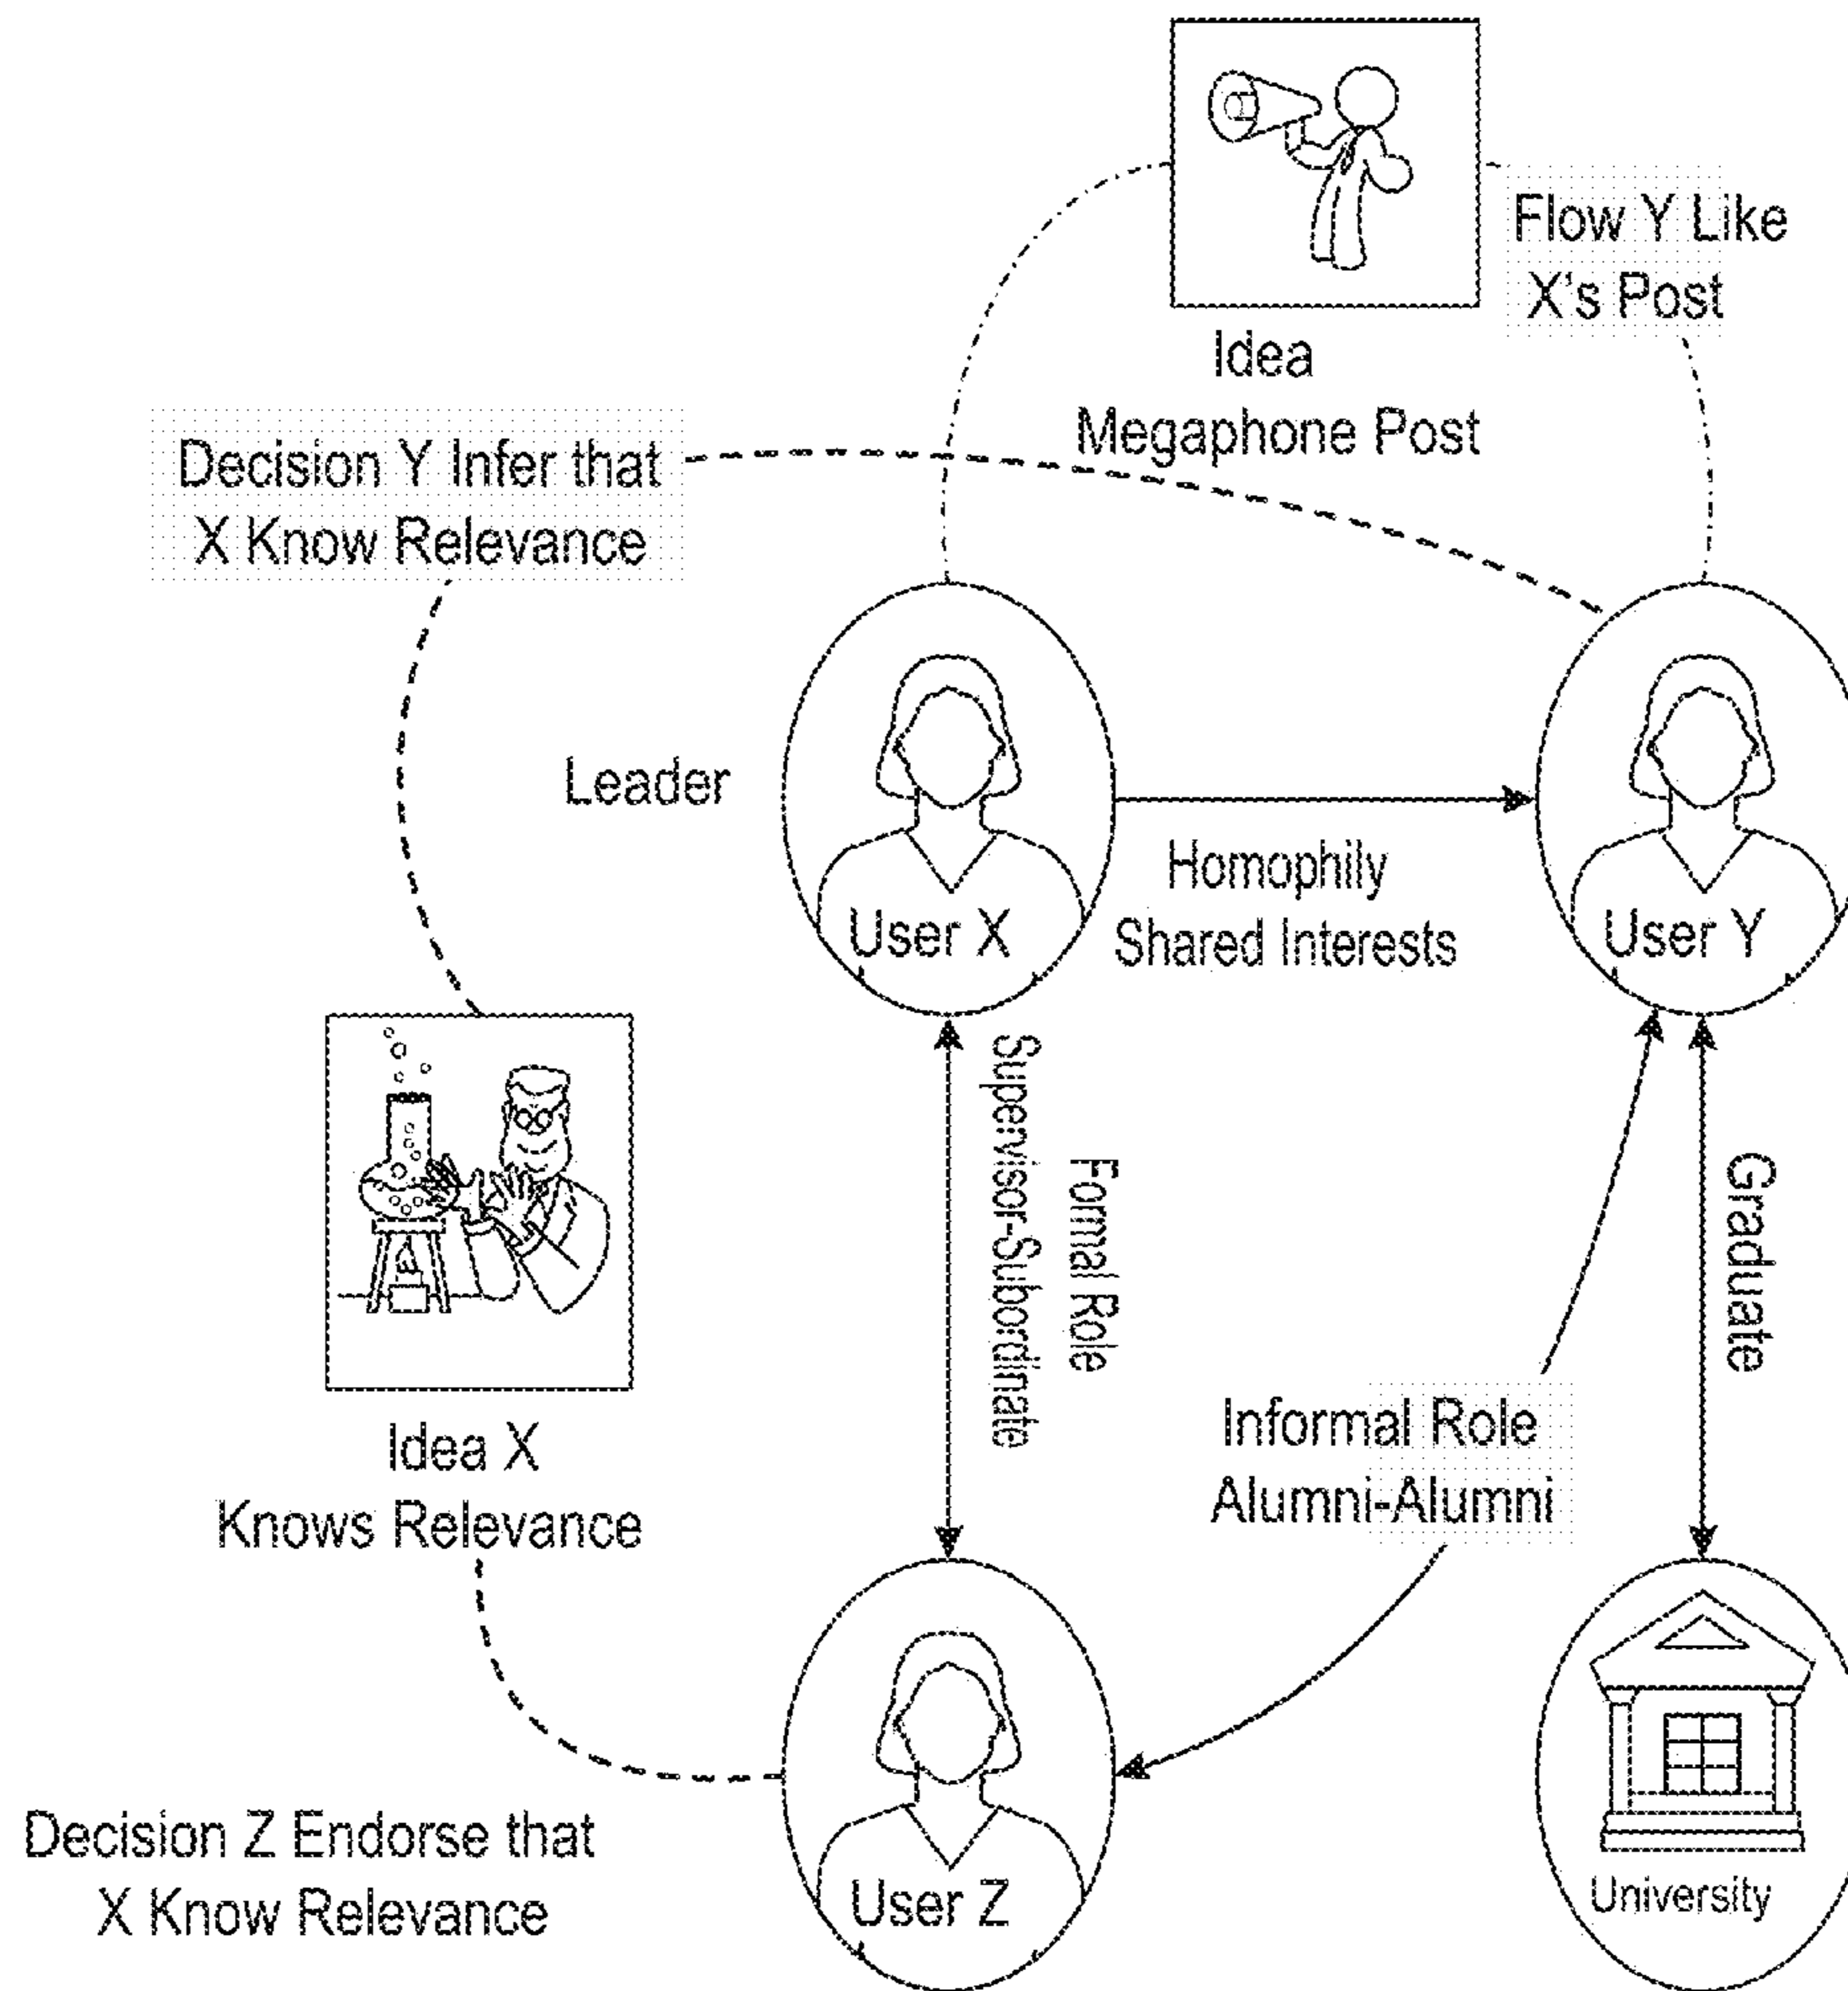 Flow Y Like
X's Post
Idea
Megaphone Post
Decision Y Infer that
X Know Relevance
Leader
User X
Homophily
Shared Interests
User Y
Formal Role
Supervisor-Subordinate
Graduate
Idea X
Knows Relevance
Informal Role
Alumni-Alumni
Decision Z Endorse that
X Know Relevance
User Z
University